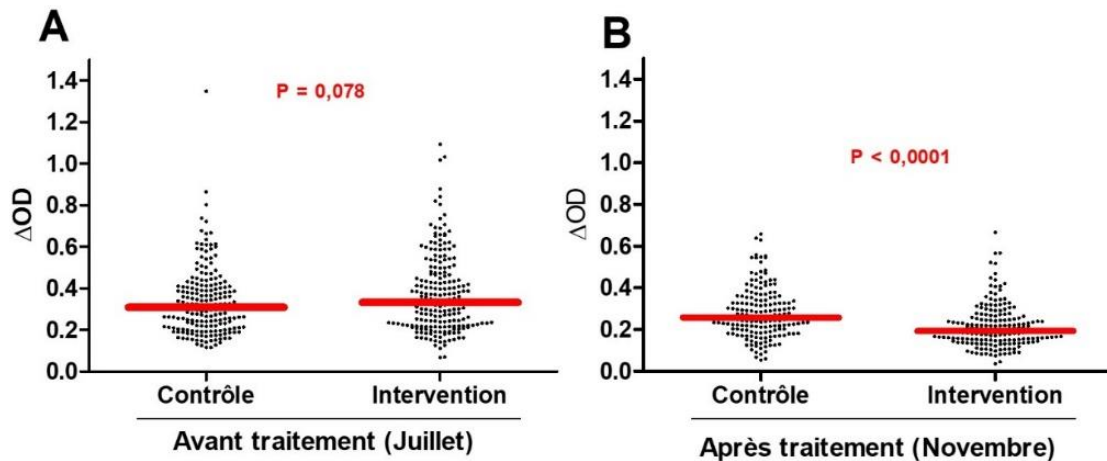 A
B
P = 0,078
P < 0,0001
ΔOD
1.4
1.2
1.0
0.8
0.6
0.4
0.2
0.0
Contrôle
Intervention
Avant traitement (Juillet)
ΔOD
1.4
1.2
1.0
0.8
0.6
0.4
0.2
0.0
Contrôle
Intervention
Après traitement (Novembre)